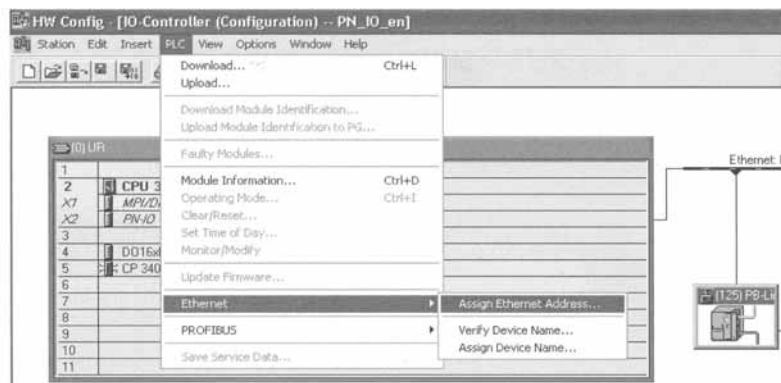 HW Config - [IO-Controller (Configuration) -- PN_IO_en]
Station Edit Insert PLC View Options Window Help
Download... Ctrl+L
Upload...
Download Module Identification...
Upload Module Identification to PG...
Faulty Modules...
Module Information... Ctrl+D
Operating Mode... Ctrl+I
Clear/Reset...
Set Time of Day...
Monitor/Modify
Update Firmware...
Ethernet
PROFIBUS
Save Service Data...
Assign Ethernet Address...
Verify Device Name...
Assign Device Name...
(0) UR
1
2 CPU 3
X1 MPI/D
X2 PN-IO
3
4 DO16x
5 CP 340
6
7
8
9
10
11
Ethernet
(125) PB-Li